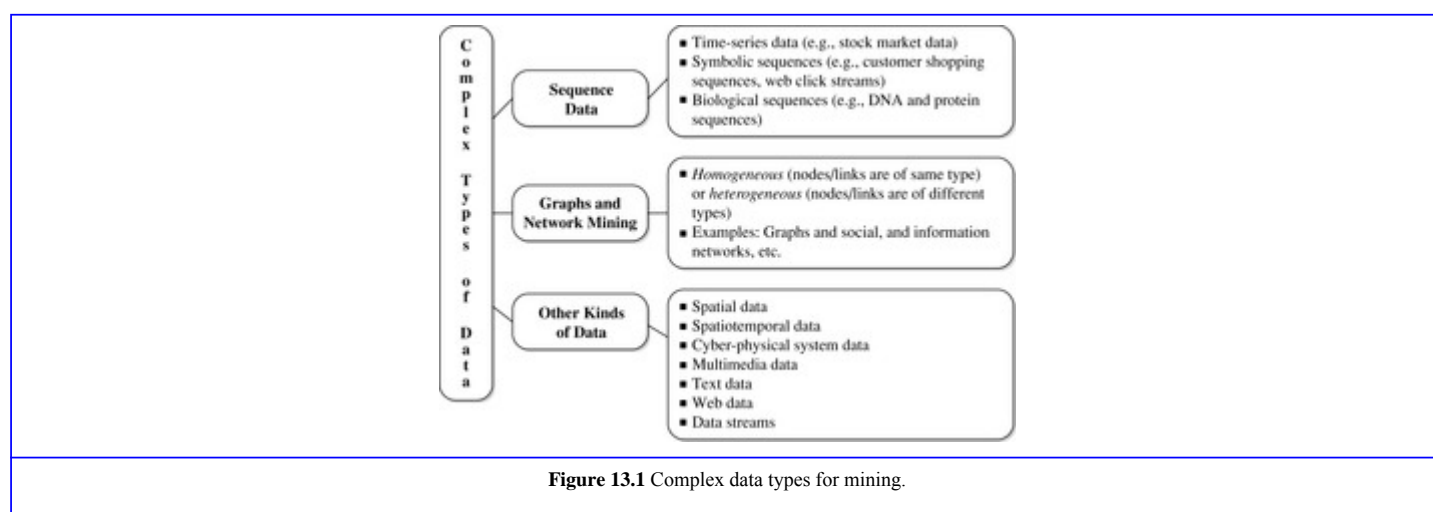 Complex Types of Data
Sequence
Data
■ Time-series data (e.g., stock market data)
■ Symbolic sequences (e.g., customer shopping
sequences, web click streams)
■ Biological sequences (e.g., DNA and protein
sequences)
Graphs and
Network Mining
■ Homogeneous (nodes/links are of same type)
or heterogeneous (nodes/links are of different
types)
■ Examples: Graphs and social, and information
networks, etc.
Other Kinds
of Data
■ Spatial data
■ Spatiotemporal data
■ Cyber-physical system data
■ Multimedia data
■ Text data
■ Web data
■ Data streams
Figure 13.1 Complex data types for mining.